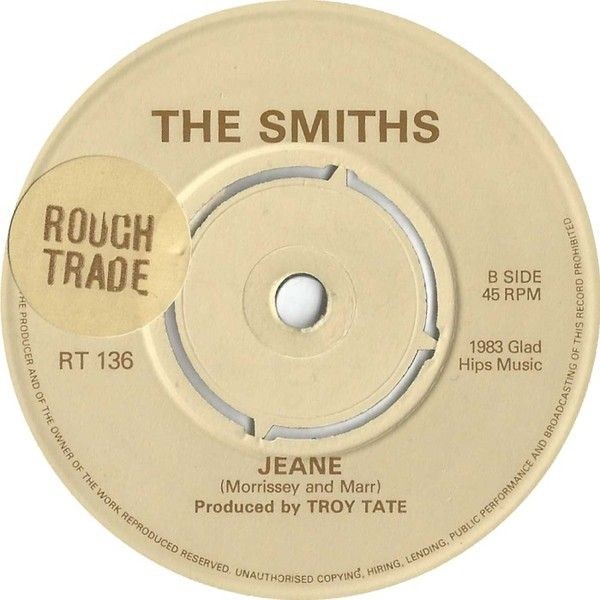 THE SMITHS
ROUGH
TRADE
RT 136
B SIDE
45 RPM
1983 Glad
Hips Music
JEANE
(Morrissey and Marr)
Produced by TROY TATE
THE PRODUCER AND OF THE OWNER OF THE WORK REPRODUCED RESERVED. UNAUTHORISED COPYING, HIRING, LENDING, PUBLIC PERFORMANCE AND BROADCASTING OF THIS RECORD PROHIBITED